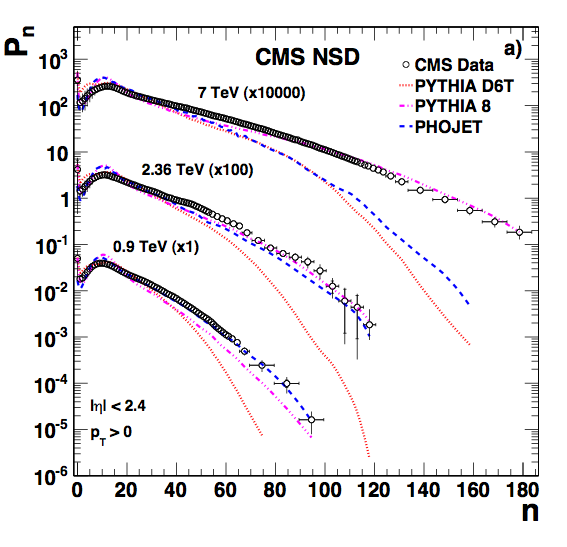 P_n
CMS NSD
a)
CMS Data
PYTHIA D6T
PYTHIA 8
PHOJET
7 TeV (x10000)
2.36 TeV (x100)
0.9 TeV (x1)
|η| < 2.4
p_T > 0
10^3
10^2
10
1
10^-1
10^-2
10^-3
10^-4
10^-5
10^-6
0 20 40 60 80 100 120 140 160 180
n